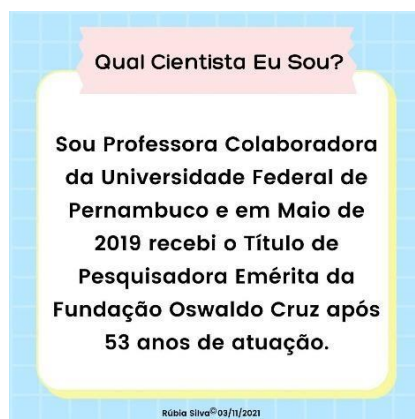 Qual Cientista Eu Sou?
Sou Professora Colaboradora
da Universidade Federal de
Pernambuco e em Maio de
2019 recebi o Título de
Pesquisadora Emérita da
Fundação Oswaldo Cruz após
53 anos de atuação.
Rúbia Silva©03/11/2021